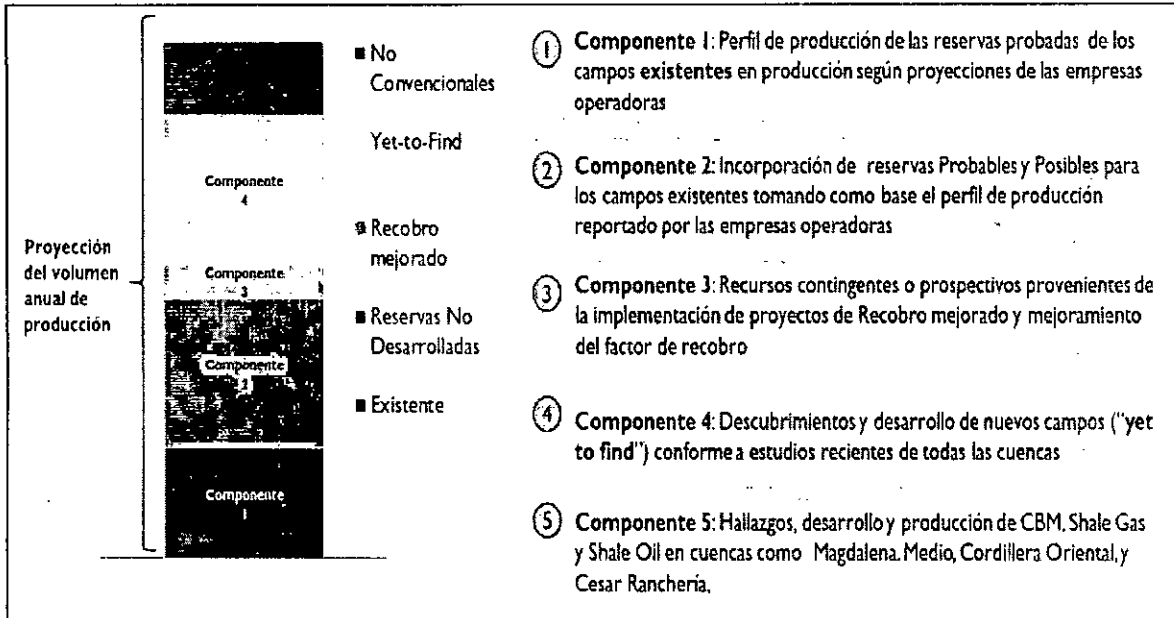 Proyección
del volumen
anual de
producción
Componente
4
Componente
3
Componente
2
Componente
1
No
Convencionales
Yet-to-Find
Recobro
mejorado
Reservas No
Desarrolladas
Existente
1 Componente 1: Perfil de producción de las reservas probadas de los
campos existentes en producción según proyecciones de las empresas
operadoras
2 Componente 2: Incorporación de reservas Probables y Posibles para
los campos existentes tomando como base el perfil de producción
reportado por las empresas operadoras
3 Componente 3: Recursos contingentes o prospectivos provenientes de
la implementación de proyectos de Recobro mejorado y mejoramiento
del factor de recobro
4 Componente 4: Descubrimientos y desarrollo de nuevos campos ("yet
to find") conforme a estudios recientes de todas las cuencas
5 Componente 5: Hallazgos, desarrollo y producción de CBM, Shale Gas
y Shale Oil en cuencas como Magdalena. Medio, Cordillera Oriental, y
Cesar Ranchería.